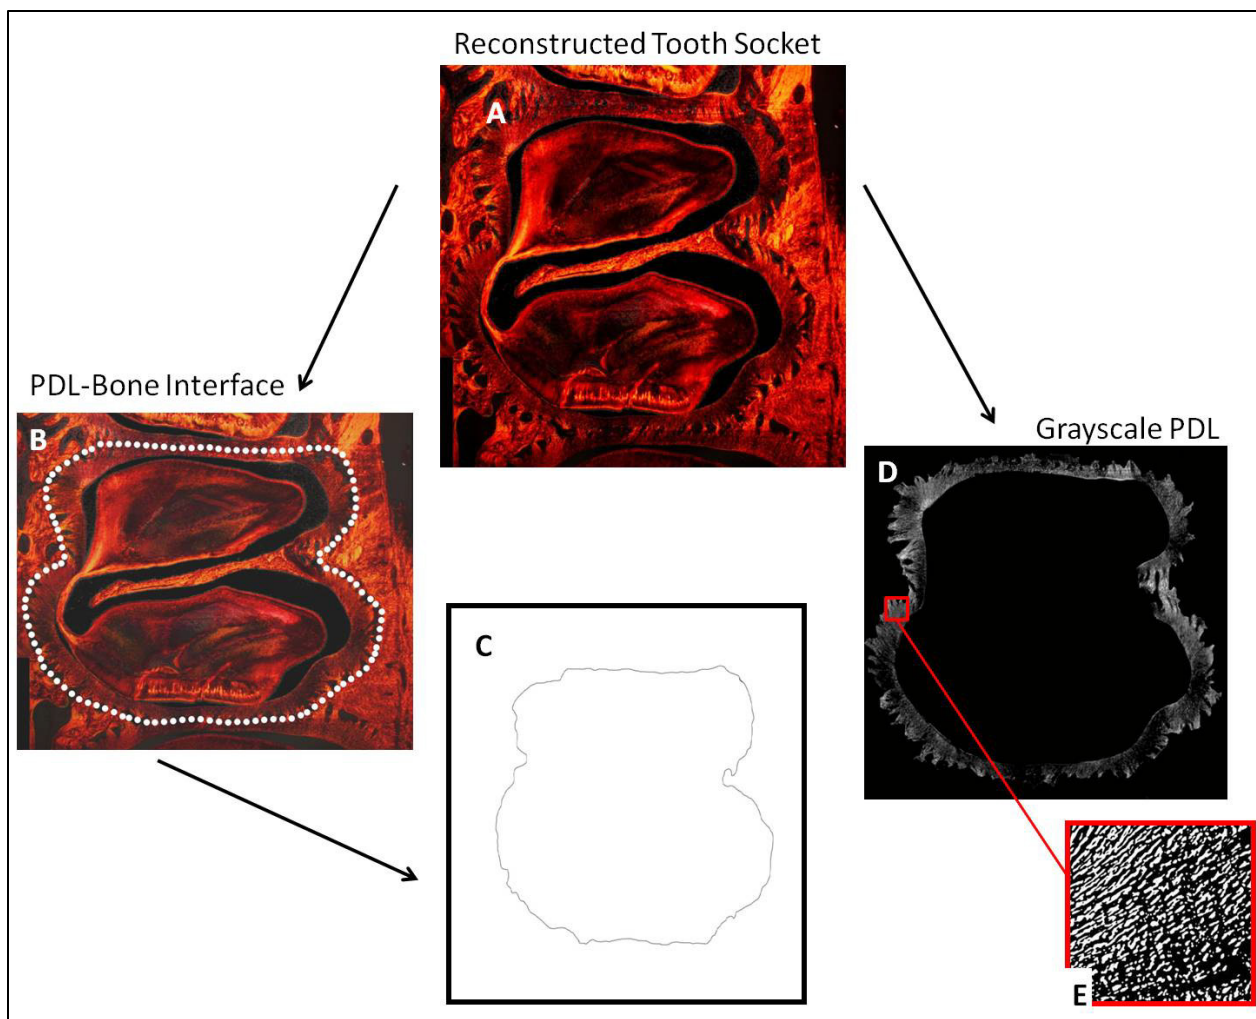 Reconstructed Tooth Socket
A
PDL-Bone Interface
B
Grayscale PDL
D
C
E